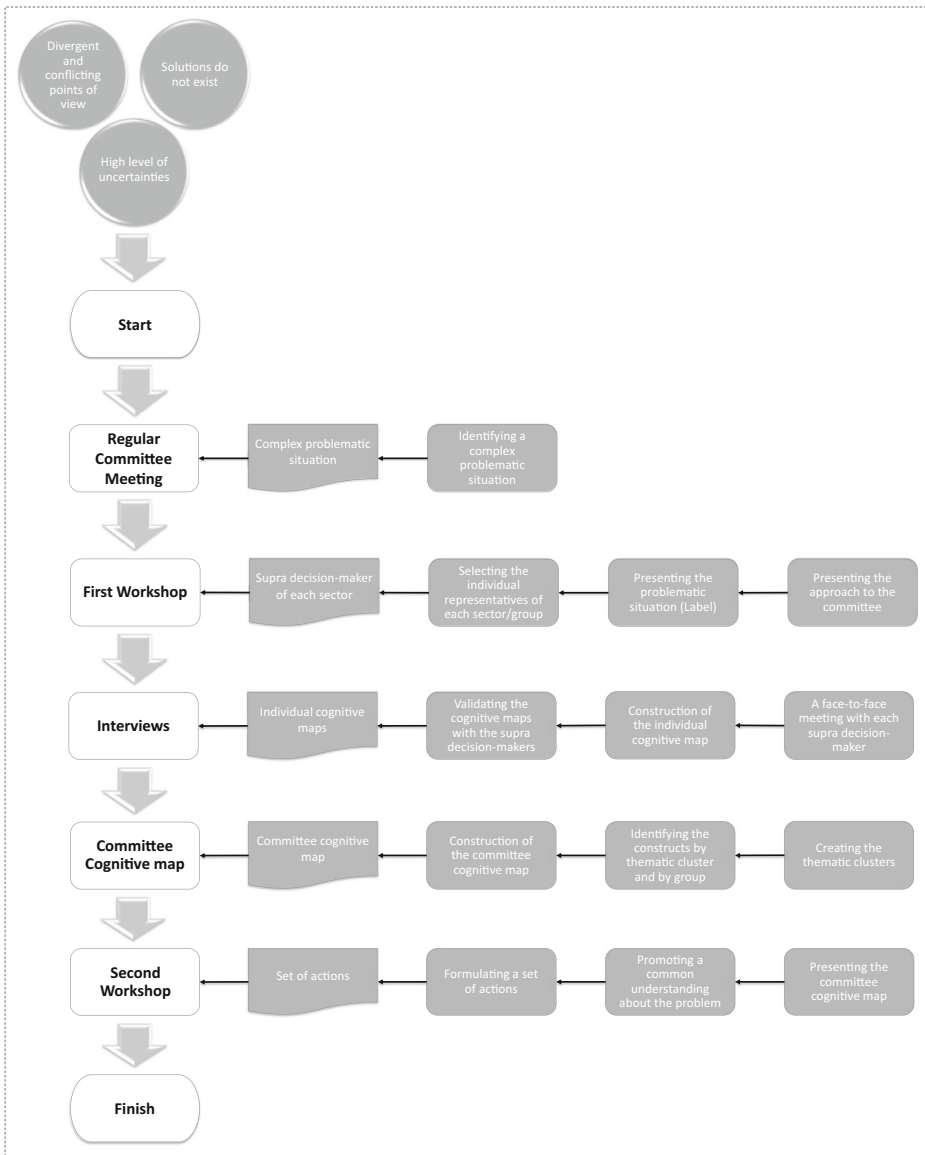 Divergent
and
conflicting
points of
view
Solutions do
not exist
High level of
uncertainties
Start
Regular
Committee
Meeting
Complex problematic
situation
Identifying a
complex
problematic
situation
First Workshop
Supra decision-maker
of each sector
Selecting the
individual
representatives of
each sector/group
Presenting the
problematic
situation (Label)
Presenting the
approach to the
committee
Interviews
Individual cognitive
maps
Validating the
cognitive maps
with the supra
decision-makers
Construction of
the individual
cognitive map
A face-to-face
meeting with each
supra decision-
maker
Committee
Cognitive map
Committee cognitive
map
Construction of
the committee
cognitive map
Identifying the
constructs by
thematic cluster
and by group
Creating the
thematic clusters
Second
Workshop
Set of actions
Formulating a set
of actions
Promoting a
common
understanding
about the problem
Presenting the
committee
cognitive map
Finish